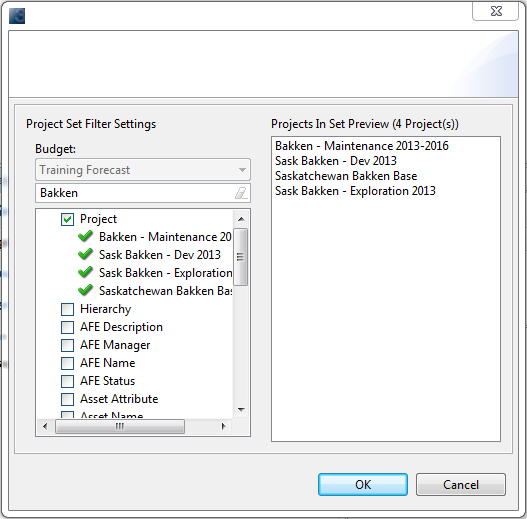 Project Set Filter Settings
Budget:
Training Forecast
Bakken
Project
Bakken - Maintenance 20
Sask Bakken - Dev 2013
Sask Bakken - Exploration
Saskatchewan Bakken Bas
Hierarchy
AFE Description
AFE Manager
AFE Name
AFE Status
Asset Attribute
Asset Name
Projects In Set Preview (4 Project(s))
Bakken - Maintenance 2013-2016
Sask Bakken - Dev 2013
Saskatchewan Bakken Base
Sask Bakken - Exploration 2013
OK
Cancel